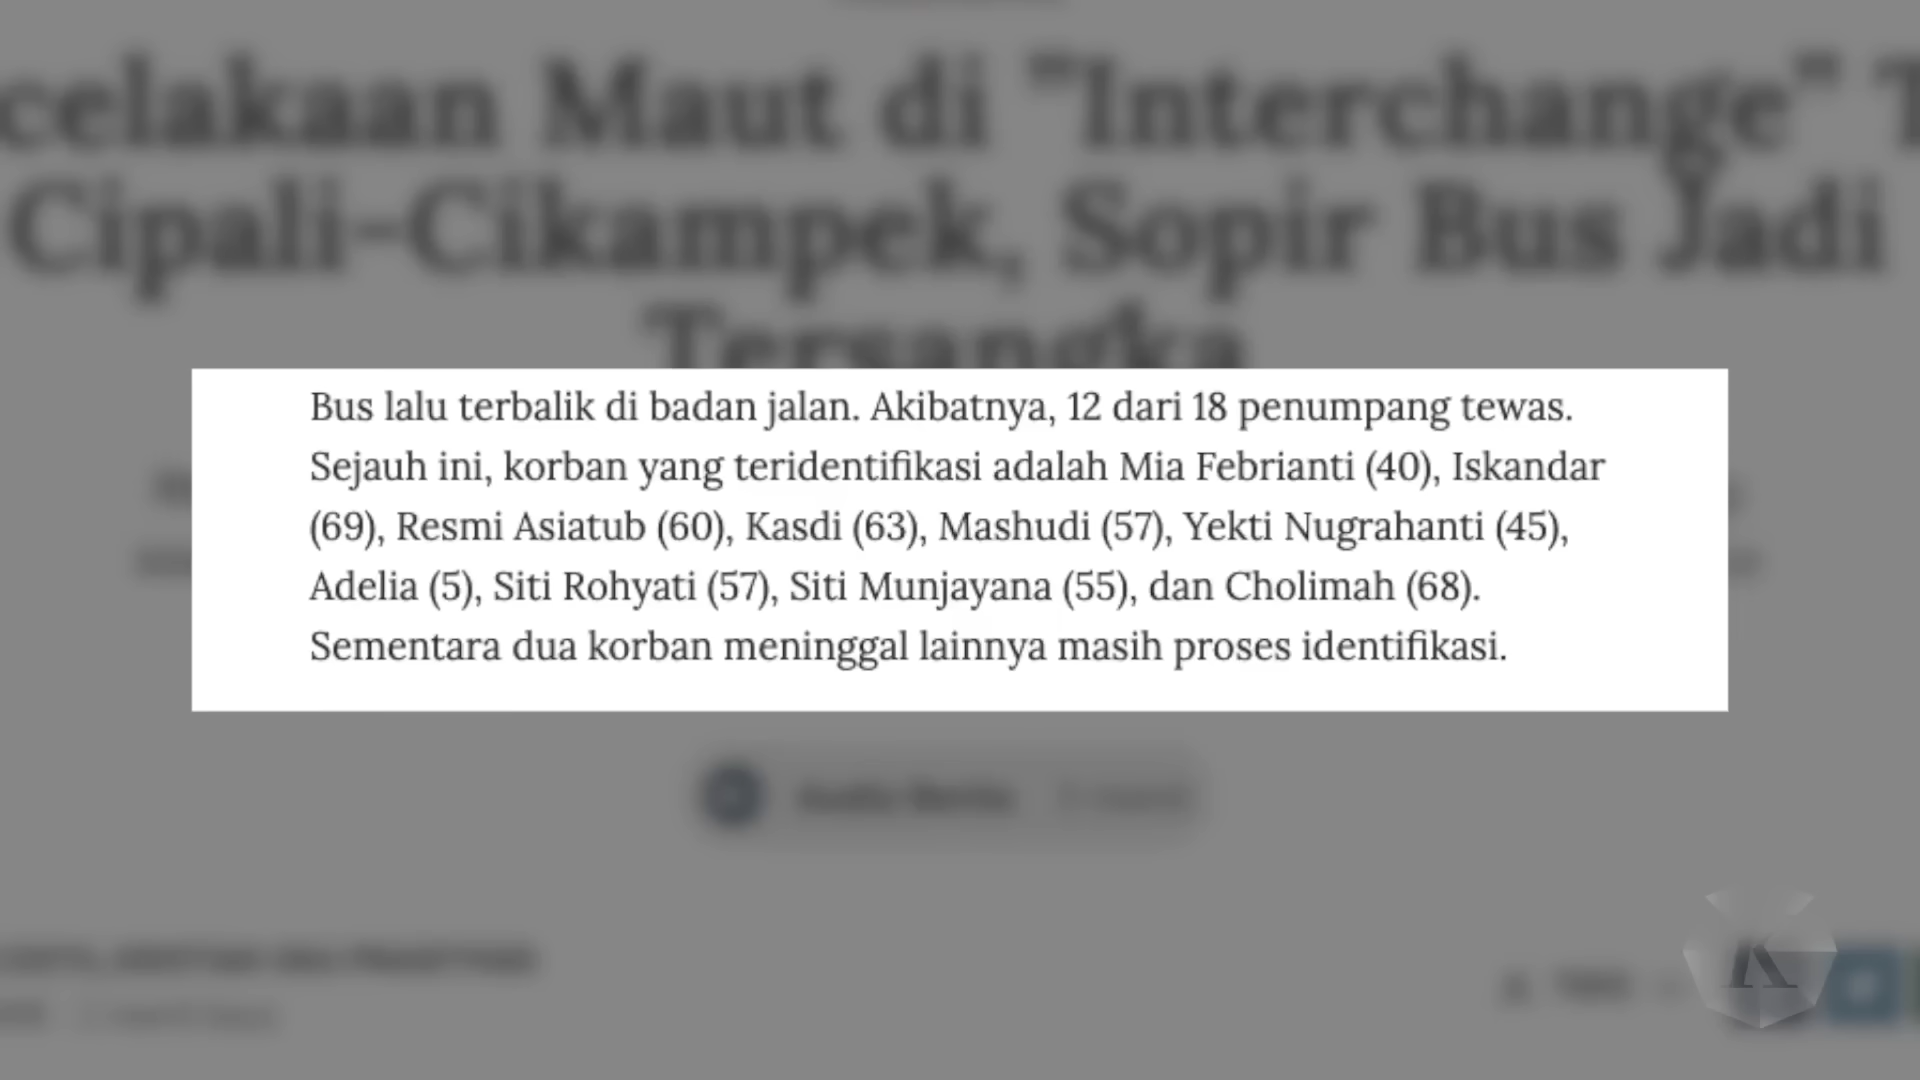 celakaan Maut di "Interchange" T
Cipali-Cikampek, Sopir Bus Jadi
Tersangka
Bus lalu terbalik di badan jalan. Akibatnya, 12 dari 18 penumpang tewas.
Sejauh ini, korban yang teridentifikasi adalah Mia Febrianti (40), Iskandar
(69), Resmi Asiatub (60), Kasdi (63), Mashudi (57), Yekti Nugrahanti (45),
Adelia (5), Siti Rohyati (57), Siti Munjayana (55), dan Cholimah (68).
Sementara dua korban meninggal lainnya masih proses identifikasi.
K